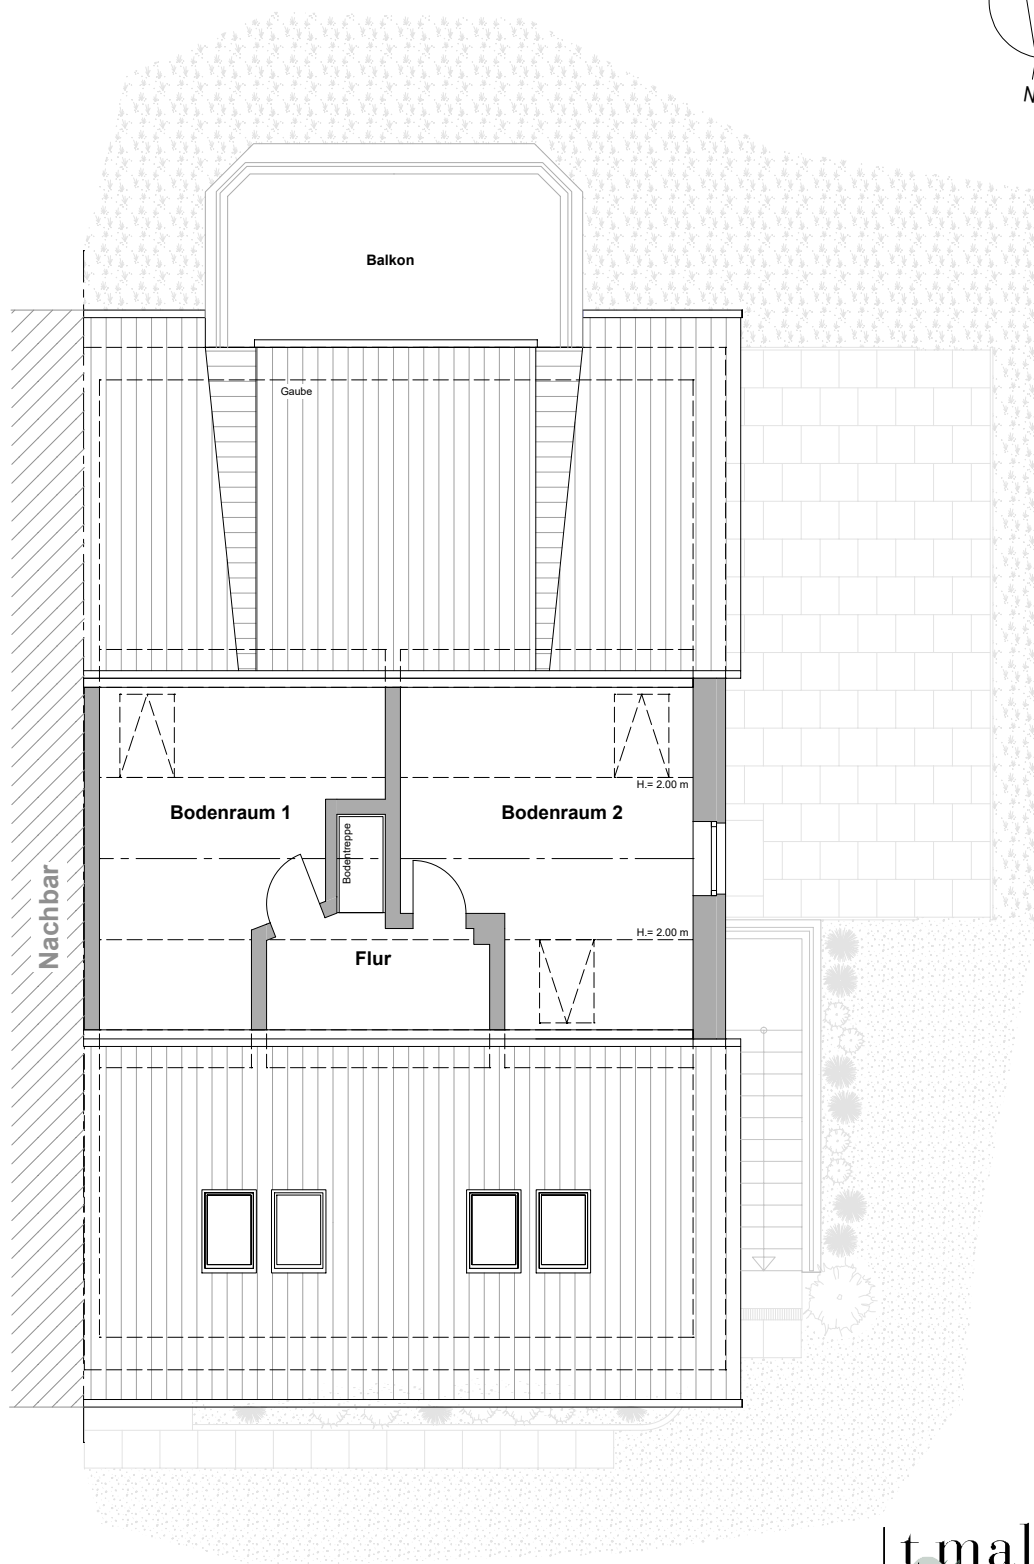 N
Balkon
Gaube
H.= 2.00 m
Bodenraum 1
Bodenraum 2
Bodentreppe
Nachbar
H.= 2.00 m
Flur